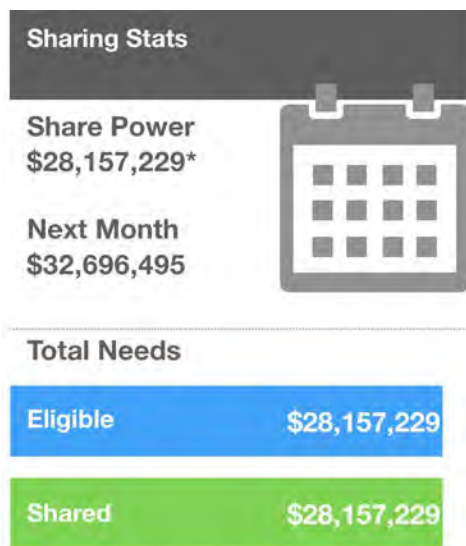 Sharing Stats
Share Power
$28,157,229*
Next Month
$32,696,495
Total Needs
Eligible $28,157,229
Shared $28,157,229